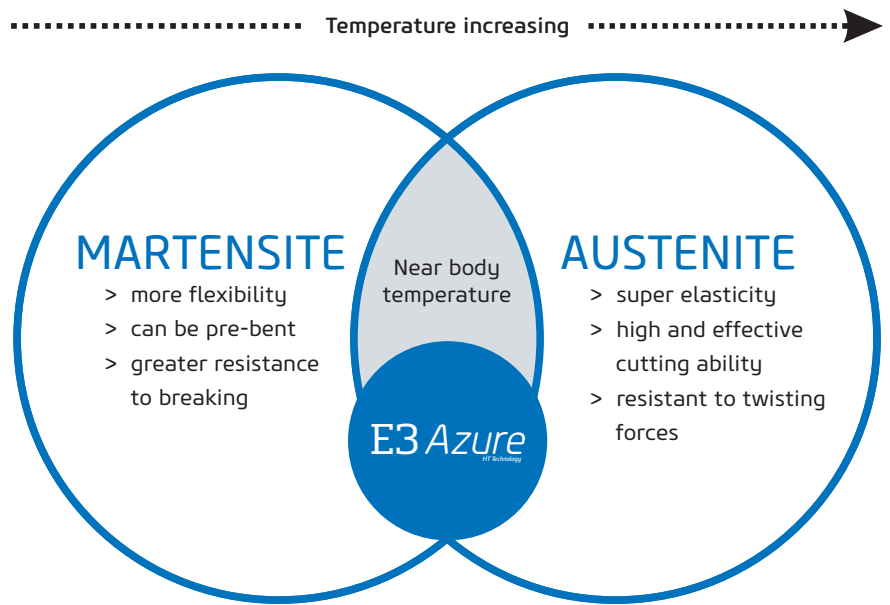 Temperature increasing
MARTENSITE
> more flexibility
> can be pre-bent
> greater resistance
to breaking
Near body
temperature
AUSTENITE
> super elasticity
> high and effective
cutting ability
> resistant to twisting
forces
E3 Azure
HT Technology